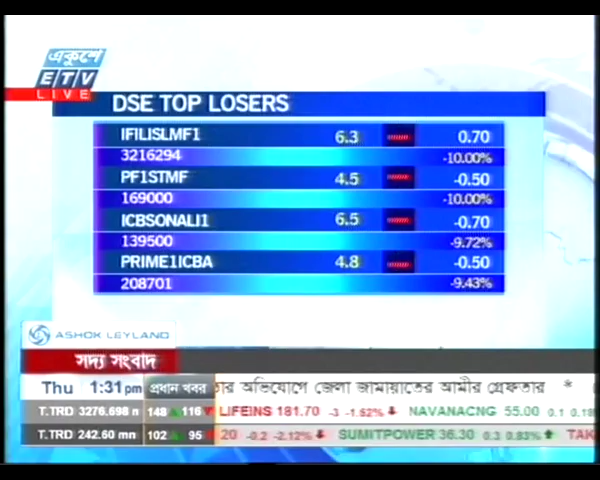 একুশে
ETV
LIVE
DSE TOP LOSERS
IFILISLMF1 6.3 0.70
3216294 -10.00%
PF1STMF 4.5 -0.50
169000 -10.00%
ICBSONALI1 6.5 -0.70
139500 -9.72%
PRIME1ICBA 4.8 -0.50
208701 -9.43%
ASHOK LEYLAND
সদ্য সংবাদ
Thu 1:31pm প্রধান খবর তার অভিযোগে জেলা জামায়াতের আমীর গ্রেফতার *
T.TRD 3276.698 n 148 116 LIFEINS 181.70 -3 -1.62% NAVANACNG 55.00 0.1 0.18
T.TRD 242.60 mn 102 95 20 -0.2 -2.12% SUMITPOWER 36.30 0.3 0.83% TAK